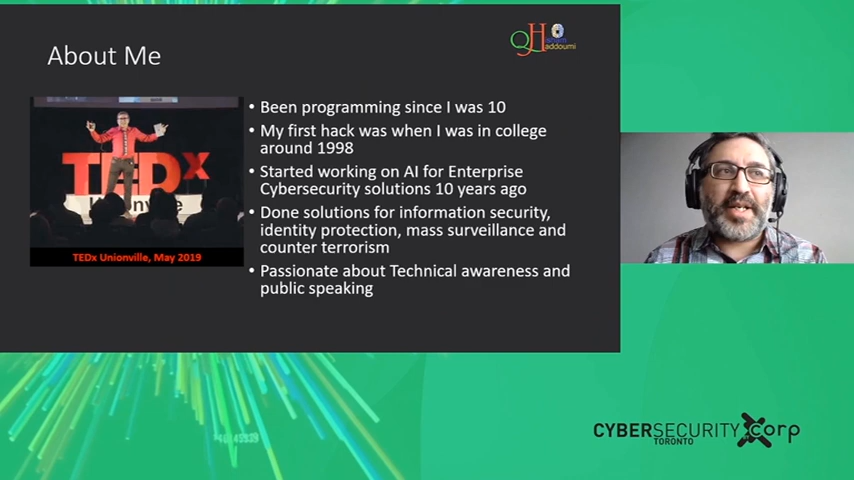 About Me
QHaddoumi
TEDx
TEDx Unionville, May 2019
• Been programming since I was 10
• My first hack was when I was in college
around 1998
• Started working on AI for Enterprise
Cybersecurity solutions 10 years ago
• Done solutions for information security,
identity protection, mass surveillance and
counter terrorism
• Passionate about Technical awareness and
public speaking
CYBERSECURITY Xcorp
TORONTO